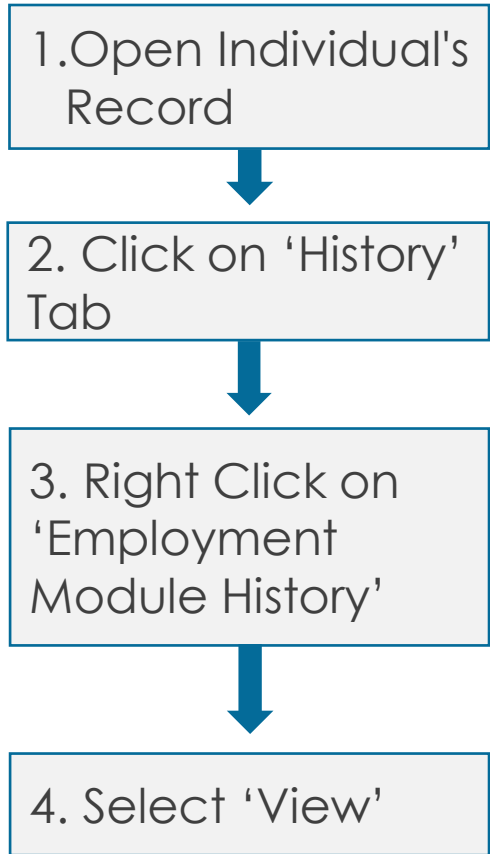 1.Open Individual's
Record
2. Click on ‘History’
Tab
3. Right Click on
‘Employment
Module History’
4. Select ‘View’